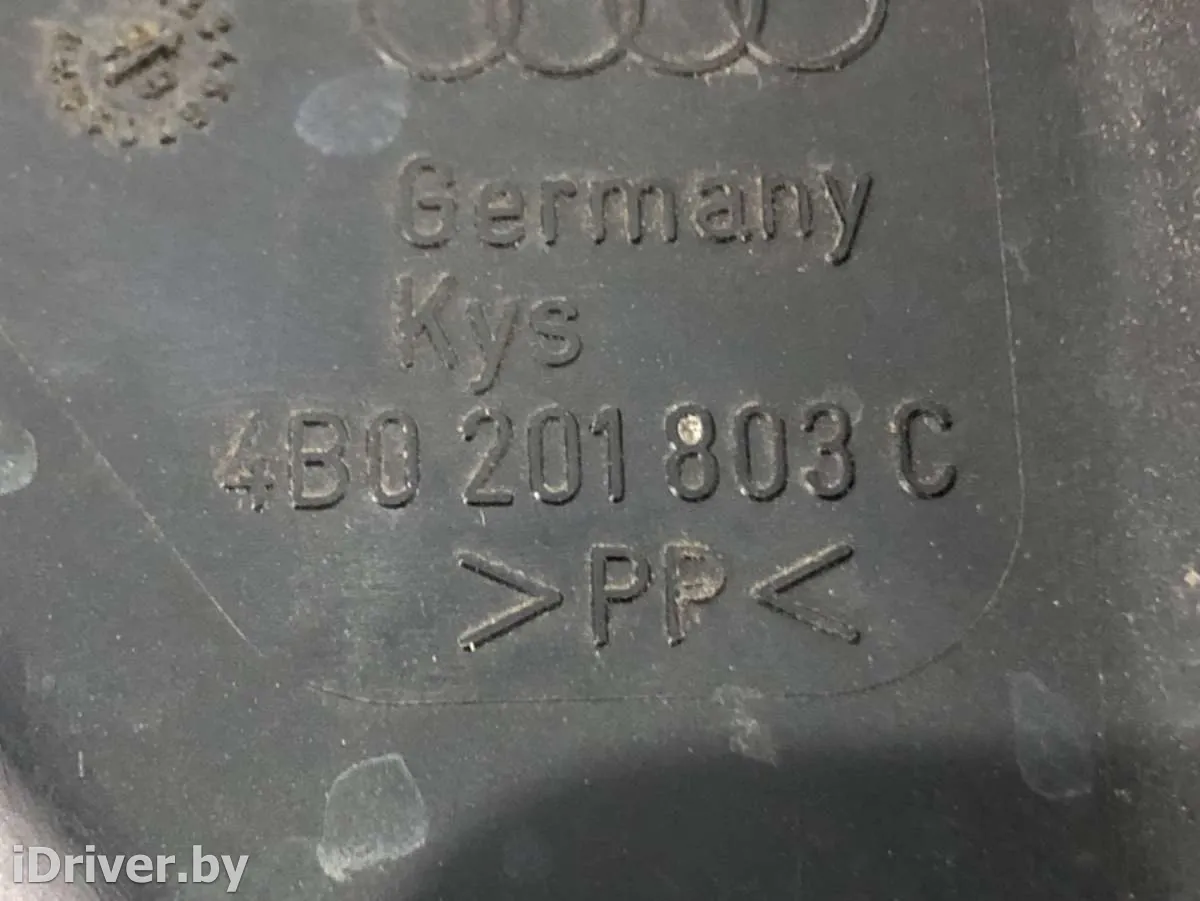 Germany
Kys
4B0 201 803 C
>PP<
iDriver.by